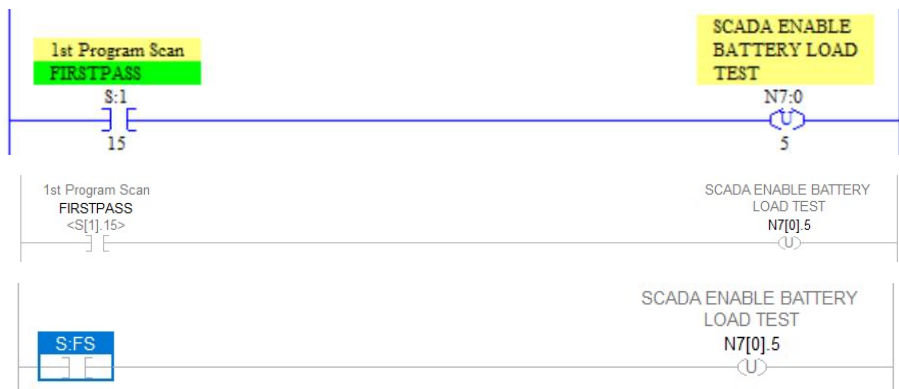 1st Program Scan
FIRSTPASS
S:1
15
SCADA ENABLE
BATTERY LOAD
TEST
N7:0
U
5
1st Program Scan
FIRSTPASS
<S[1].15>
SCADA ENABLE BATTERY
LOAD TEST
N7[0].5
U
S:FS
SCADA ENABLE BATTERY
LOAD TEST
N7[0].5
U